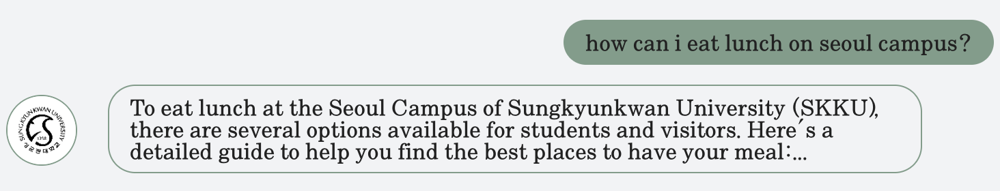 how can i eat lunch on seoul campus?
To eat lunch at the Seoul Campus of Sungkyunkwan University (SKKU),
there are several options available for students and visitors. Here´s a
detailed guide to help you find the best places to have your meal:...
SUNGKYUNKWAN UNIVERSITY
1398
성균관대학교